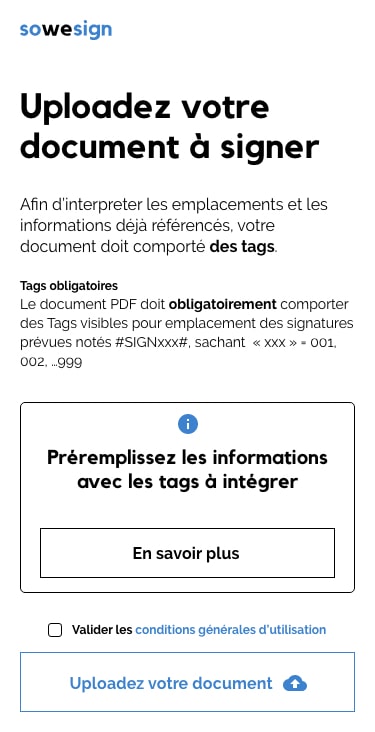 sowesign
Uploadez votre
document à signer
Afin d'interpreter les emplacements et les
informations déjà référencés, votre
document doit comporté des tags.
Tags obligatoires
Le document PDF doit obligatoirement comporter
des Tags visibles pour emplacement des signatures
prévues notés #SIGNxxx#, sachant « xxx » = 001,
002, ...999
Préremplissez les informations
avec les tags à intégrer
En savoir plus
Valider les conditions générales d'utilisation
Uploadez votre document